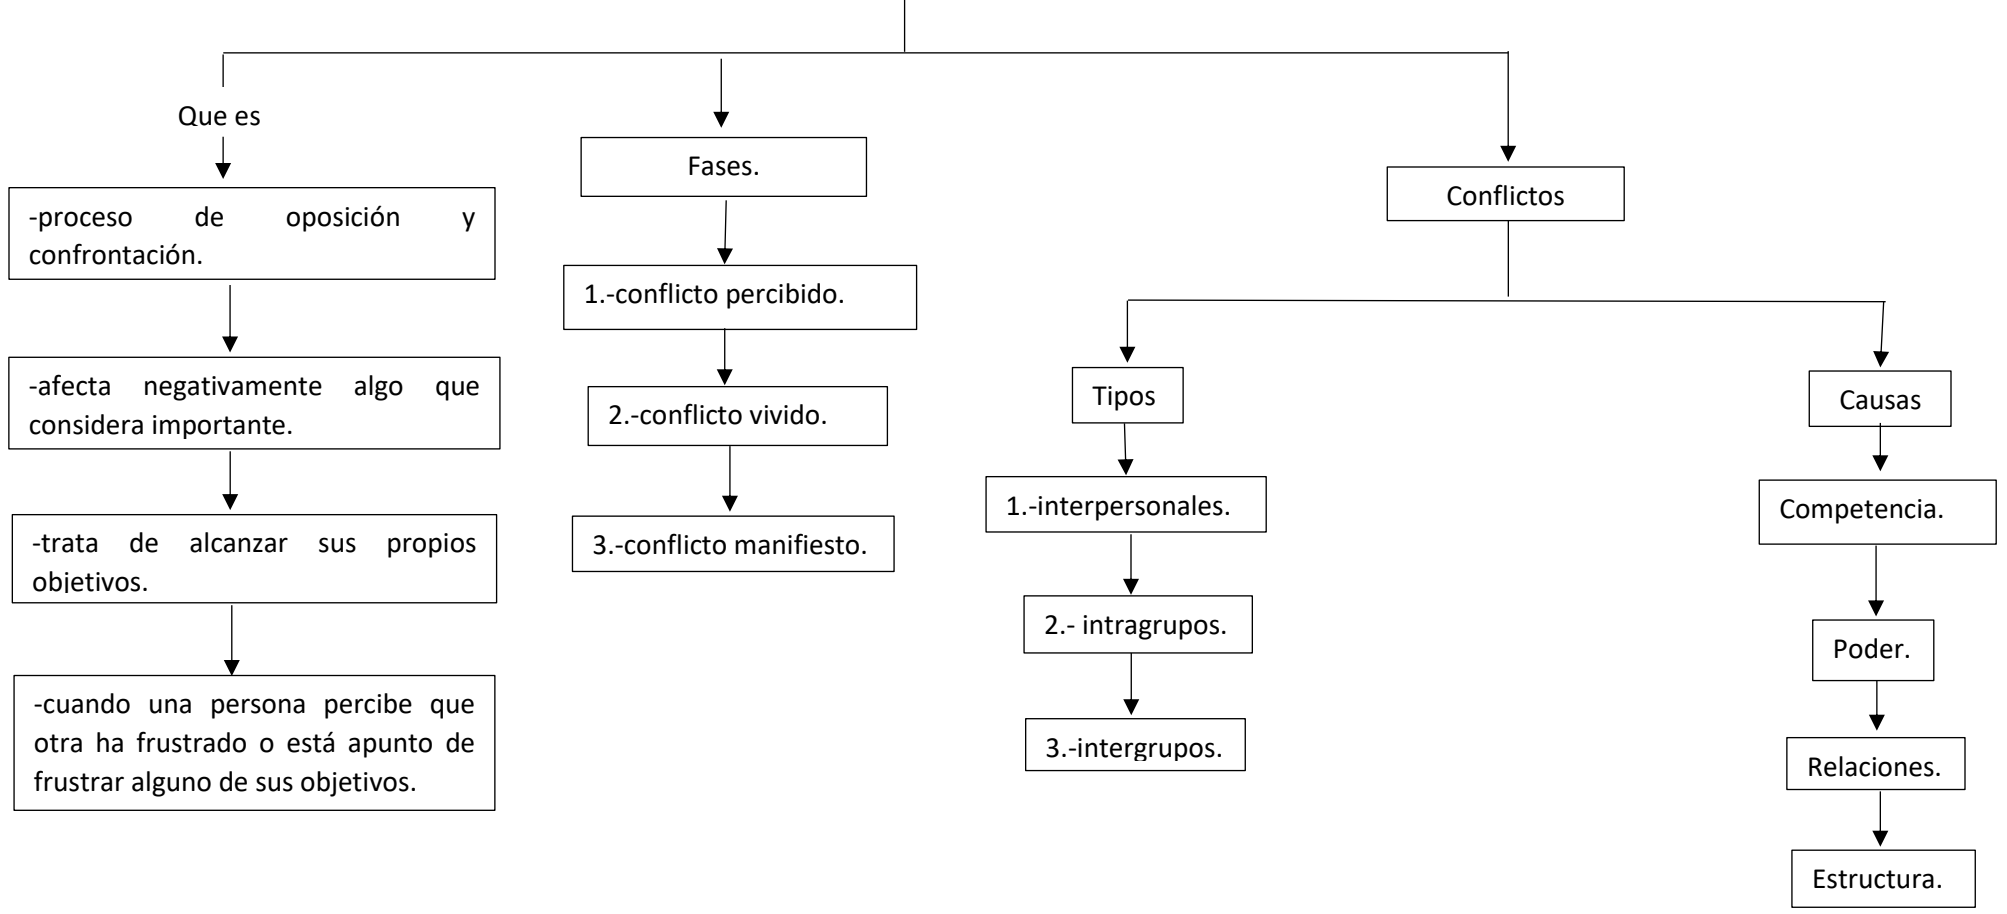 Que es
-proceso de oposición y
confrontación.
-afecta negativamente algo que
considera importante.
-trata de alcanzar sus propios
objetivos.
-cuando una persona percibe que
otra ha frustrado o está apunto de
frustrar alguno de sus objetivos.
Fases.
1.-conflicto percibido.
2.-conflicto vivido.
3.-conflicto manifiesto.
Conflictos
Tipos
1.-interpersonales.
2.- intragrupos.
3.-intergrupos.
Causas
Competencia.
Poder.
Relaciones.
Estructura.